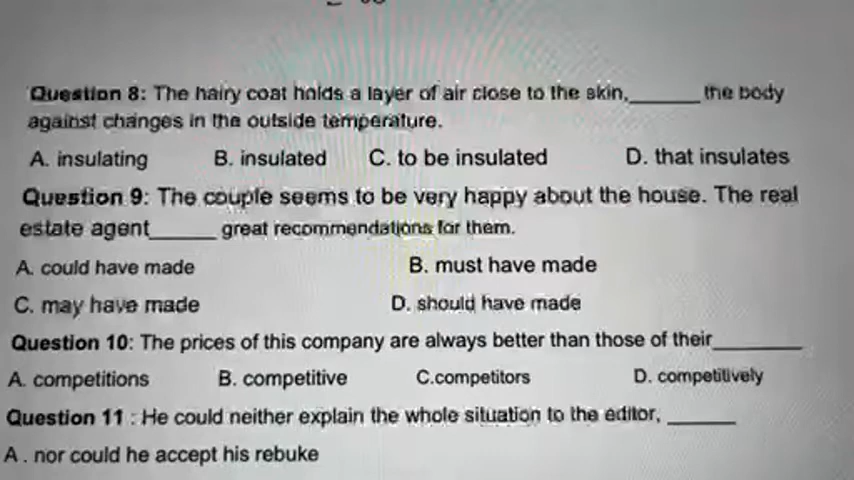 Question 8: The hairy coat holds a layer of air close to the skin,_______ the body
against changes in the outside temperature.
A. insulating B. insulated C. to be insulated D. that insulates
Question 9: The couple seems to be very happy about the house. The real
estate agent______ great recommendations for them.
A. could have made B. must have made
C. may have made D. should have made
Question 10: The prices of this company are always better than those of their________
A. competitions B. competitive C.competitors D. competitively
Question 11 : He could neither explain the whole situation to the editor, ______
A . nor could he accept his rebuke